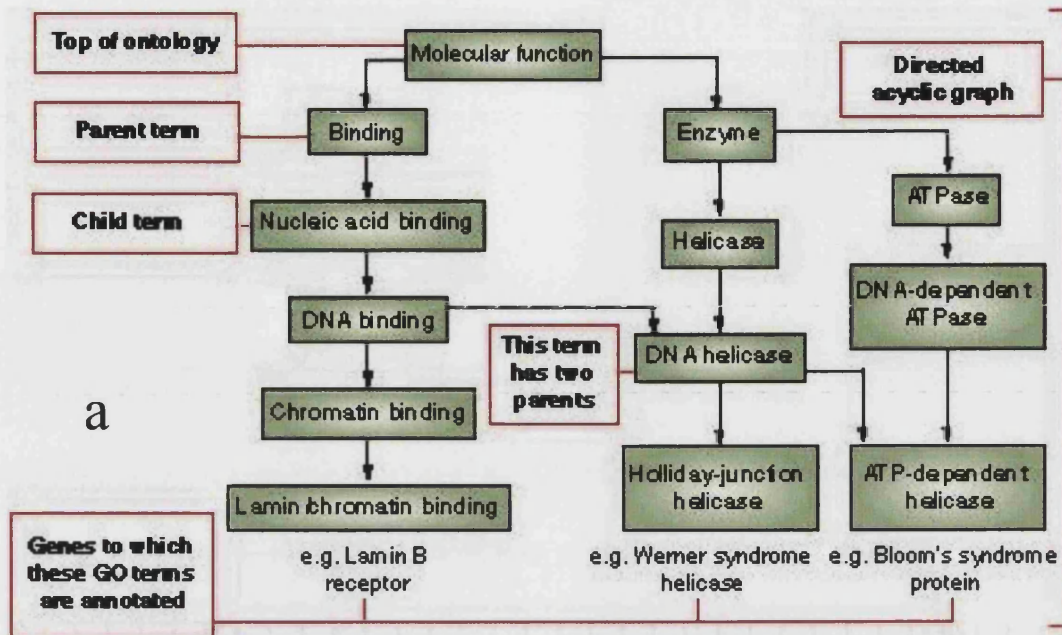 Top of ontology
Molecular function
Directed
acyclic graph
Parent term
Binding
Enzyme
ATPase
Child term
Nucleic acid binding
Helicase
DNA-dependent
ATPase
DNA binding
This term
has two
parents
DNA helicase
a
Chromatin binding
Holliday-junction
helicase
ATP-dependent
helicase
Lamin/chromatin binding
Genes to which
these GO terms
are annotated
e.g. Lamin B
receptor
e.g. Werner syndrome
helicase
e.g. Bloom's syndrome
protein